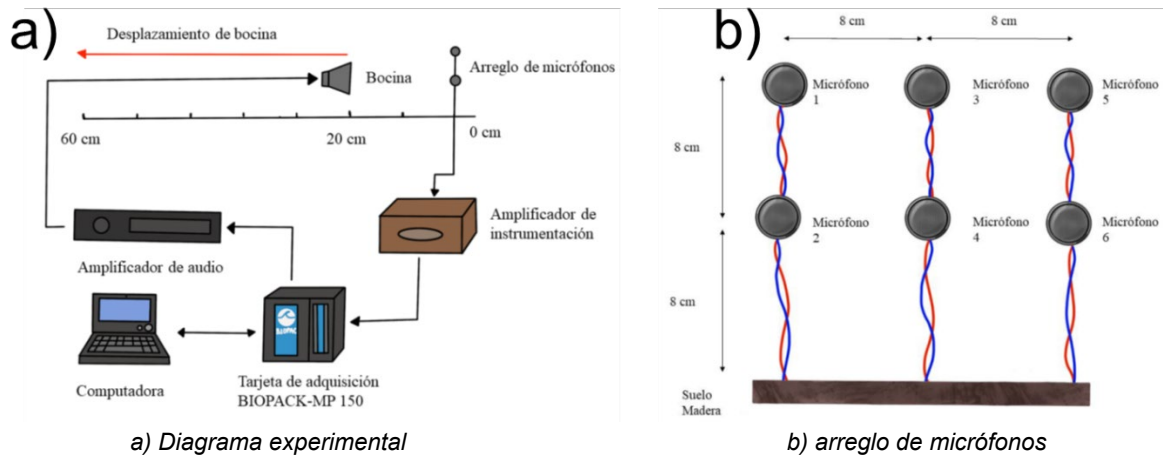 a)
Desplazamiento de bocina
Bocina
Arreglo de micrófonos
60 cm
20 cm
0 cm
Amplificador de
instrumentación
Amplificador de audio
BIOPAC
Computadora
Tarjeta de adquisición
BIOPACK-MP 150
a) Diagrama experimental
b)
8 cm
8 cm
Micrófono
1
Micrófono
3
Micrófono
5
8 cm
Micrófono
2
Micrófono
4
Micrófono
6
8 cm
Suelo
Madera
b) arreglo de micrófonos